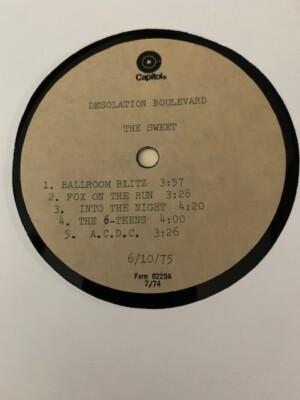 Capitol®
DESOLATION BOULEVARD
THE SWEET
1. BALLROOM BLITZ 3:57
2. FOX ON THE RUN 3:28
3. INTO THE NIGHT 4:20
4. THE 6-TEENS 4:00
5. A.C.D.C. 3:26
6/10/75
Form 8229A
7/74